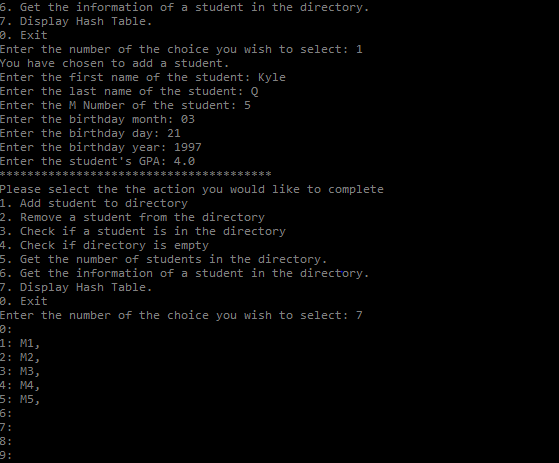 6. Get the information of a student in the directory.
7. Display Hash Table.
0. Exit
Enter the number of the choice you wish to select: 1
You have chosen to add a student.
Enter the first name of the student: Kyle
Enter the last name of the student: Q
Enter the M Number of the student: 5
Enter the birthday month: 03
Enter the birthday day: 21
Enter the birthday year: 1997
Enter the student's GPA: 4.0
***************************************
Please select the the action you would like to complete
1. Add student to directory
2. Remove a student from the directory
3. Check if a student is in the directory
4. Check if directory is empty
5. Get the number of students in the directory.
6. Get the information of a student in the directory.
7. Display Hash Table.
0. Exit
Enter the number of the choice you wish to select: 7
0:
1: M1,
2: M2,
3: M3,
4: M4,
5: M5,
6:
7:
8:
9: